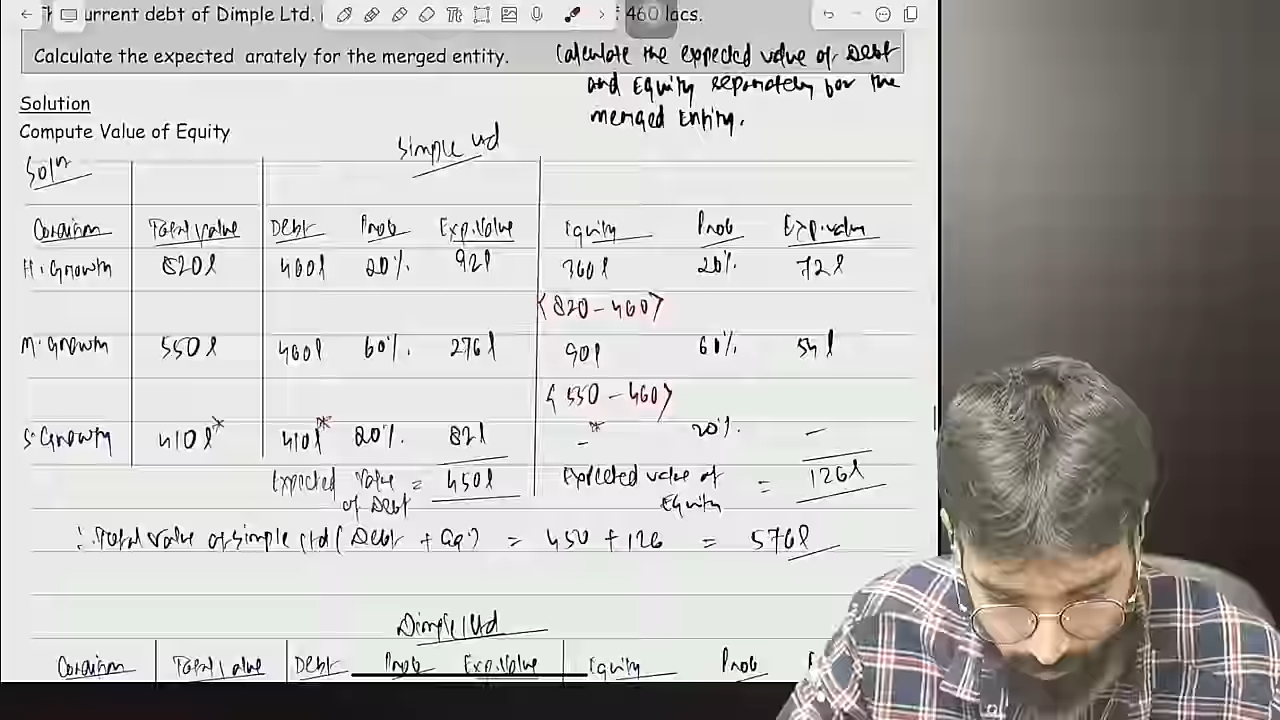 urrent debt of Dimple Ltd. 460 lacs.
Calculate the expected arately for the merged entity.
Calculate the expected value of Debt
and Equity separately for the
merged Entity.
Solution
Compute Value of Equity
Soln
Simple Ltd
Condition Total Value Debt Prob Exp.Value Equity Prob Exp.value
H.Growth 820l 460l 20%. 92l 360l 20%. 72l
<820-460>
M.Growth 550l 460l 60%. 276l 90l 60%. 54l
<550-460>
S.Growth 410l* 410l* 20%. 82l -* 20%. -
Expected Value of Debt = 450l Expected value of Equity = 126l
∴ Total value of Simple Ltd (Debt + Eq) = 450 + 126 = 576l
Dimple Ltd
Condition Total Value Debt Prob Exp.Value Equity Prob